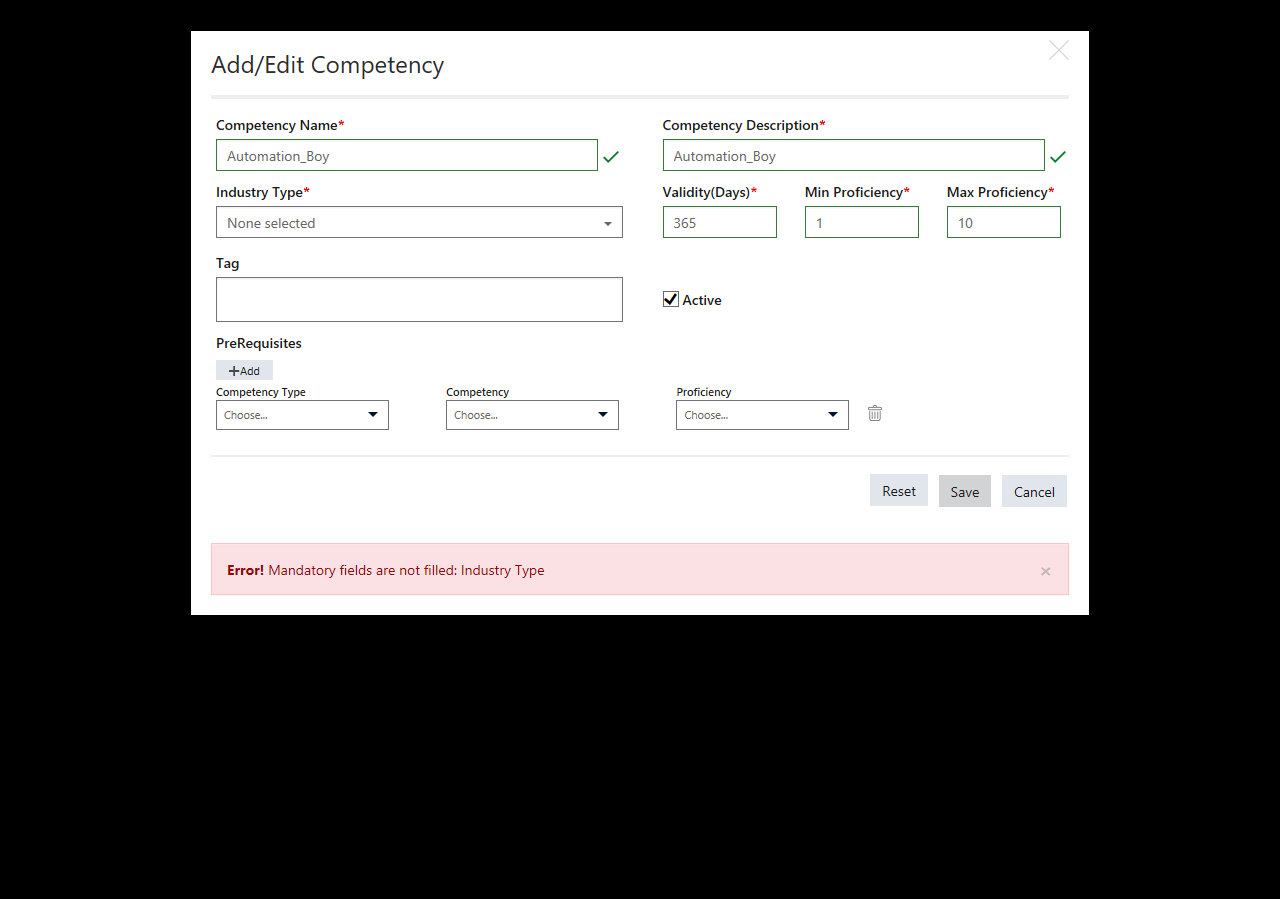 Add/Edit Competency
Competency Name* Competency Description*
Automation_Boy Automation_Boy
Industry Type* Validity(Days)* Min Proficiency* Max Proficiency*
None selected 365 1 10
Tag
Active
PreRequisites
+Add
Competency Type Competency Proficiency
Choose... Choose... Choose...
Reset Save Cancel
Error! Mandatory fields are not filled: Industry Type ×